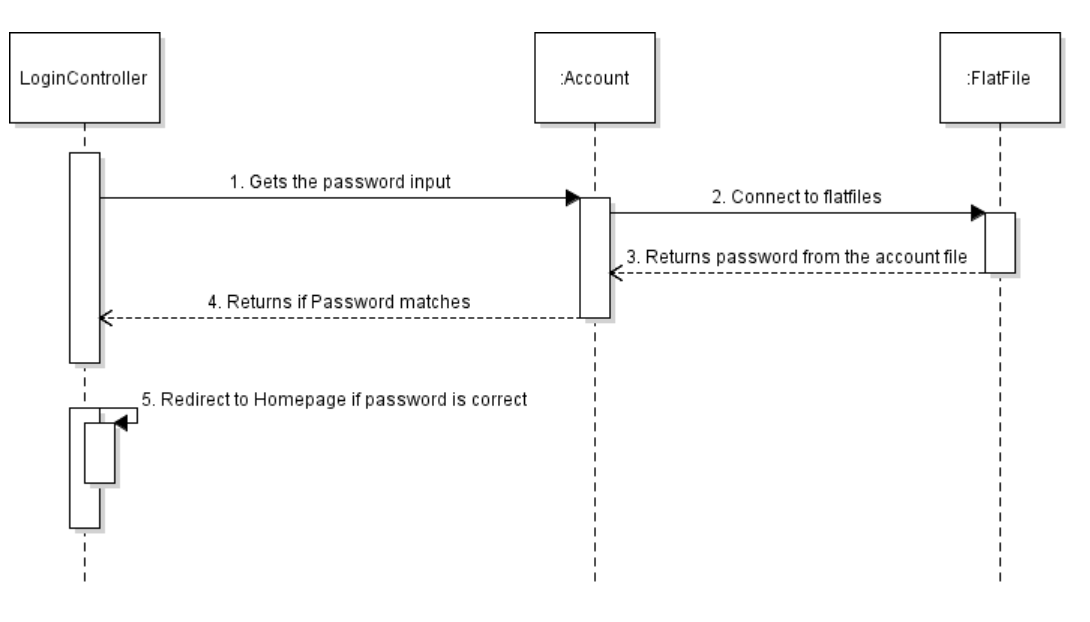 LoginController
:Account
:FlatFile
1. Gets the password input
2. Connect to flatfiles
3. Returns password from the account file
4. Returns if Password matches
5. Redirect to Homepage if password is correct